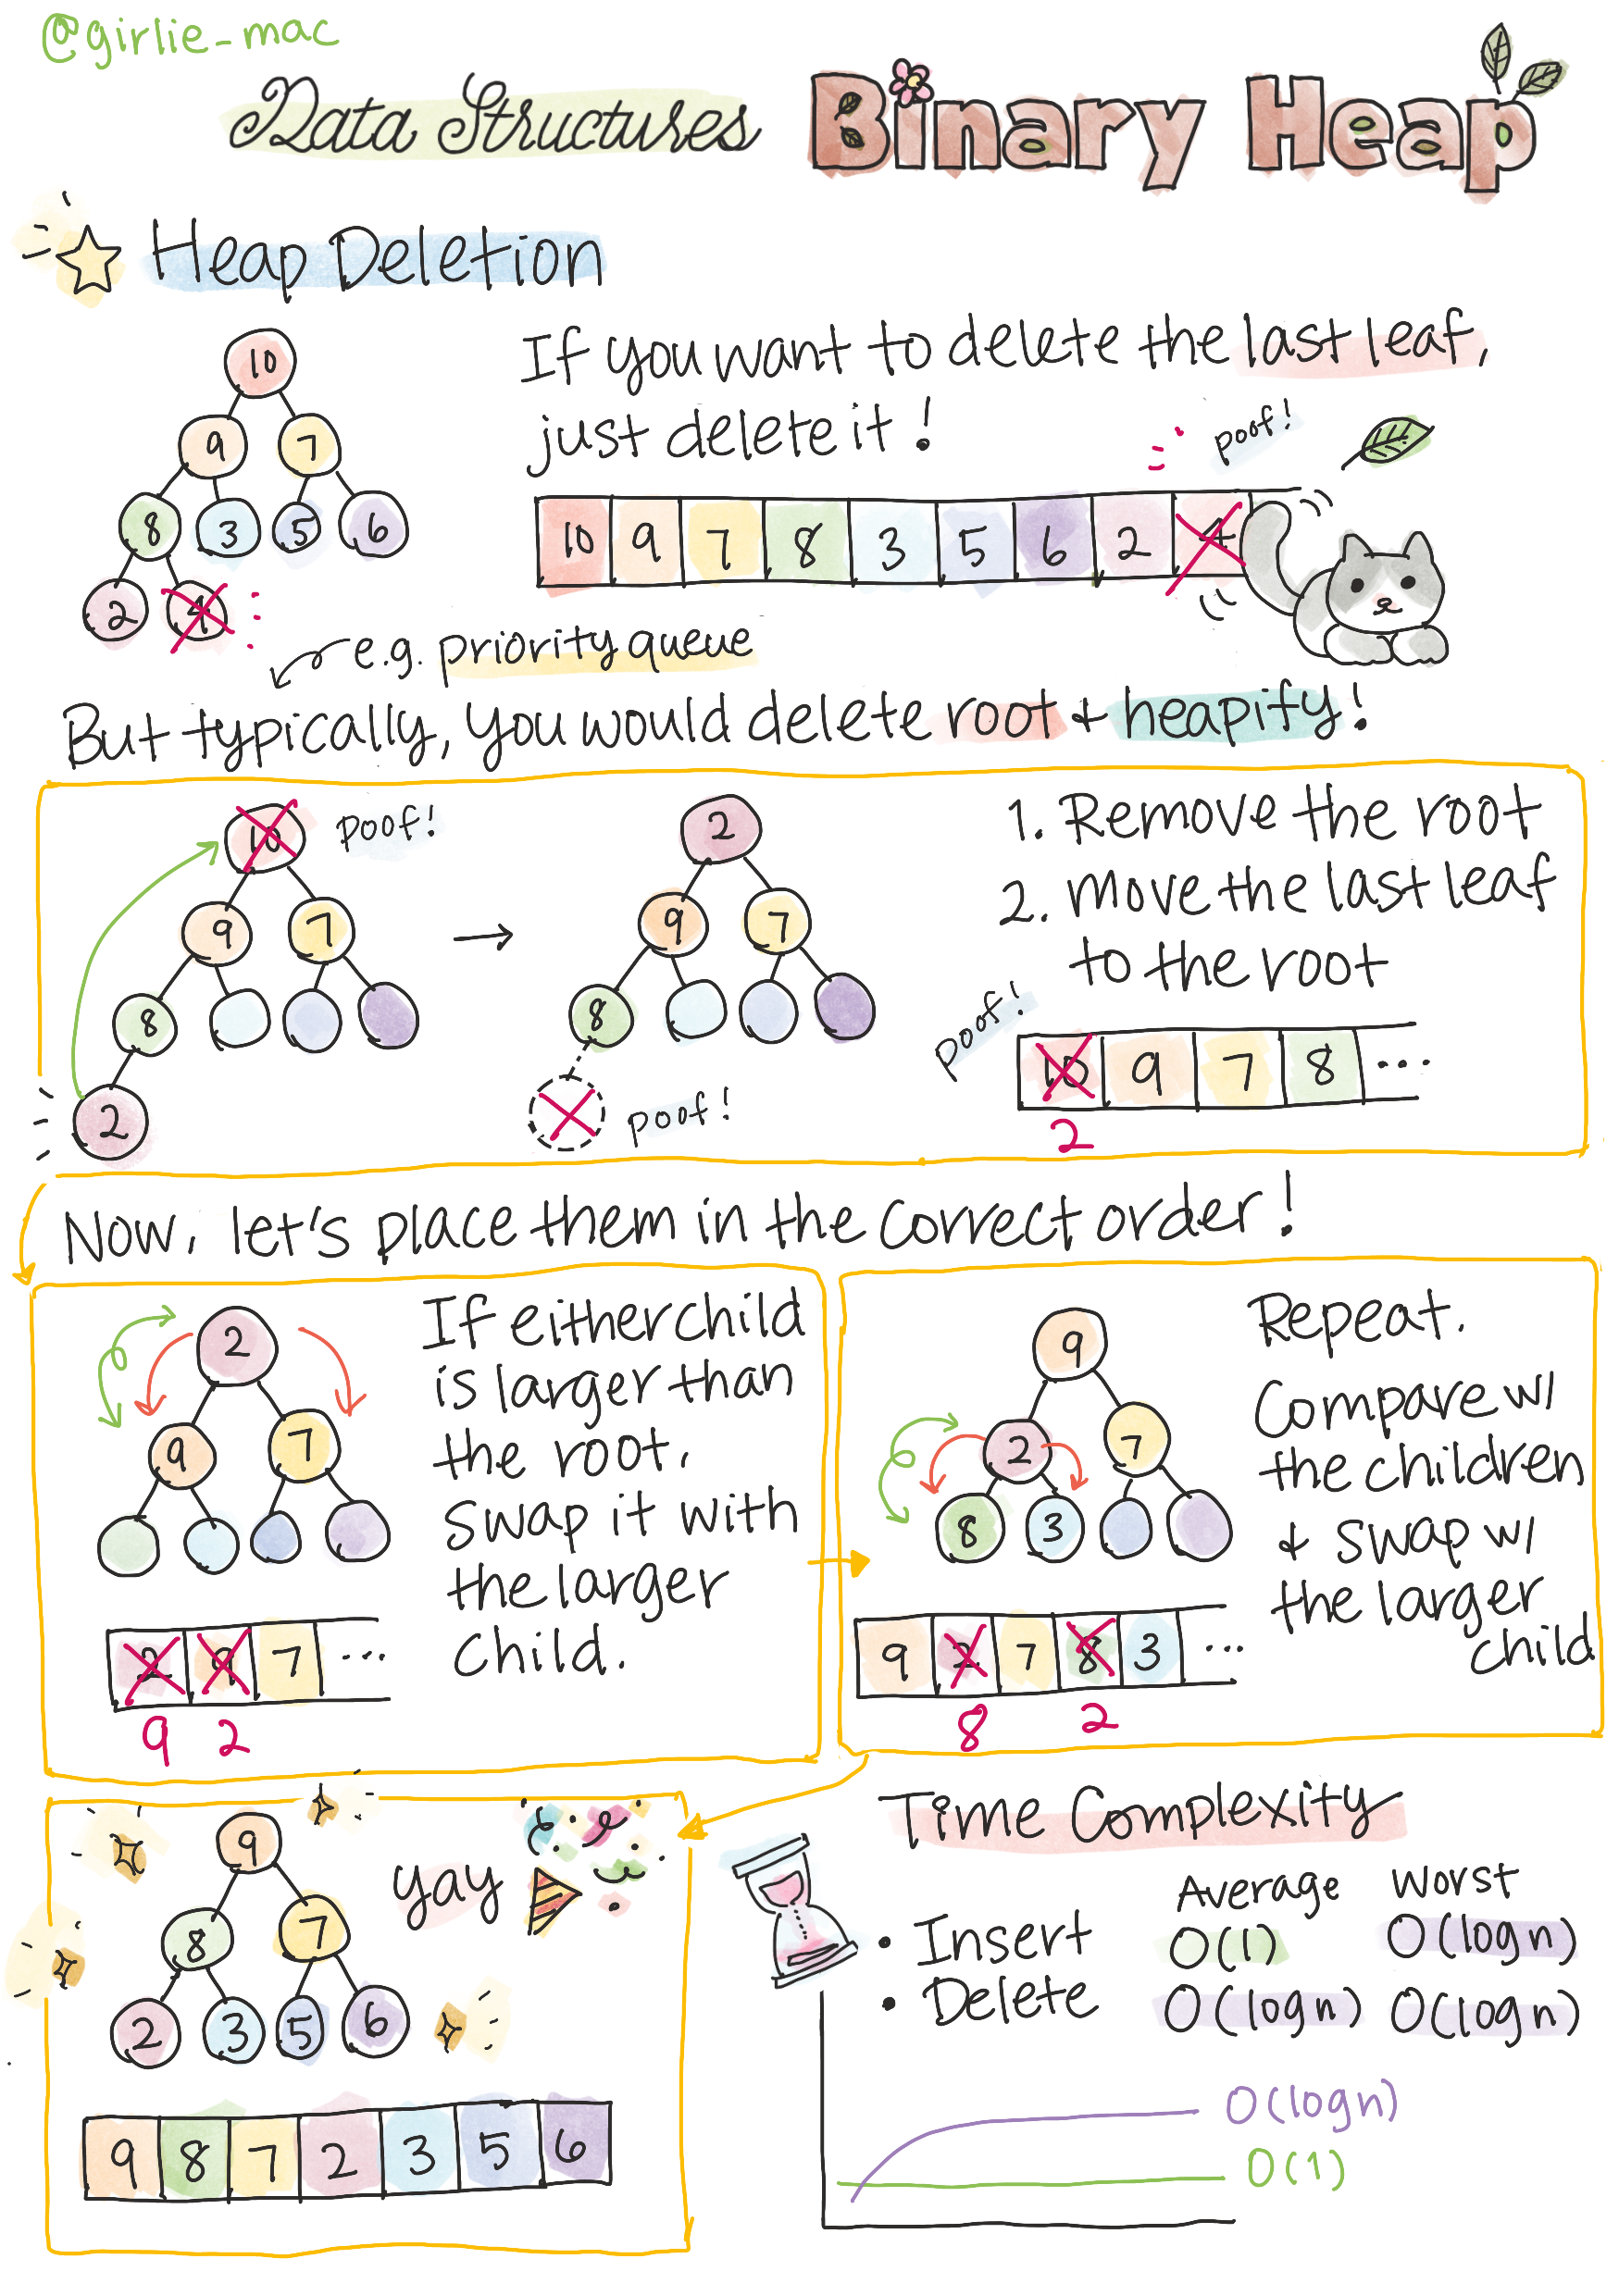 @girlie_mac
Data Structures Binary Heap
Heap Deletion
10
9 7
8 3 5 6
2 4
If you want to delete the last leaf,
just delete it!
poof!
10 9 7 8 3 5 6 2 4
e.g. priority queue
But typically, you would delete root & heapify!
10 poof!
9 7
8
2
2
9 7
8
poof!
1. Remove the root
2. Move the last leaf
to the root
poof!
10 9 7 8 ...
2
Now, let's place them in the correct order!
2
9 7
If either child
is larger than
the root,
swap it with
the larger
child.
2 9 7 ...
9 2
9
2 7
8 3
Repeat.
Compare w/
the children
& swap w/
the larger
child
9 2 7 8 3 ...
8 2
9
8 7
2 3 5 6
yay
9 8 7 2 3 5 6
Time Complexity
Average Worst
• Insert O(1) O(logn)
• Delete O(logn) O(logn)
O(logn)
O(1)